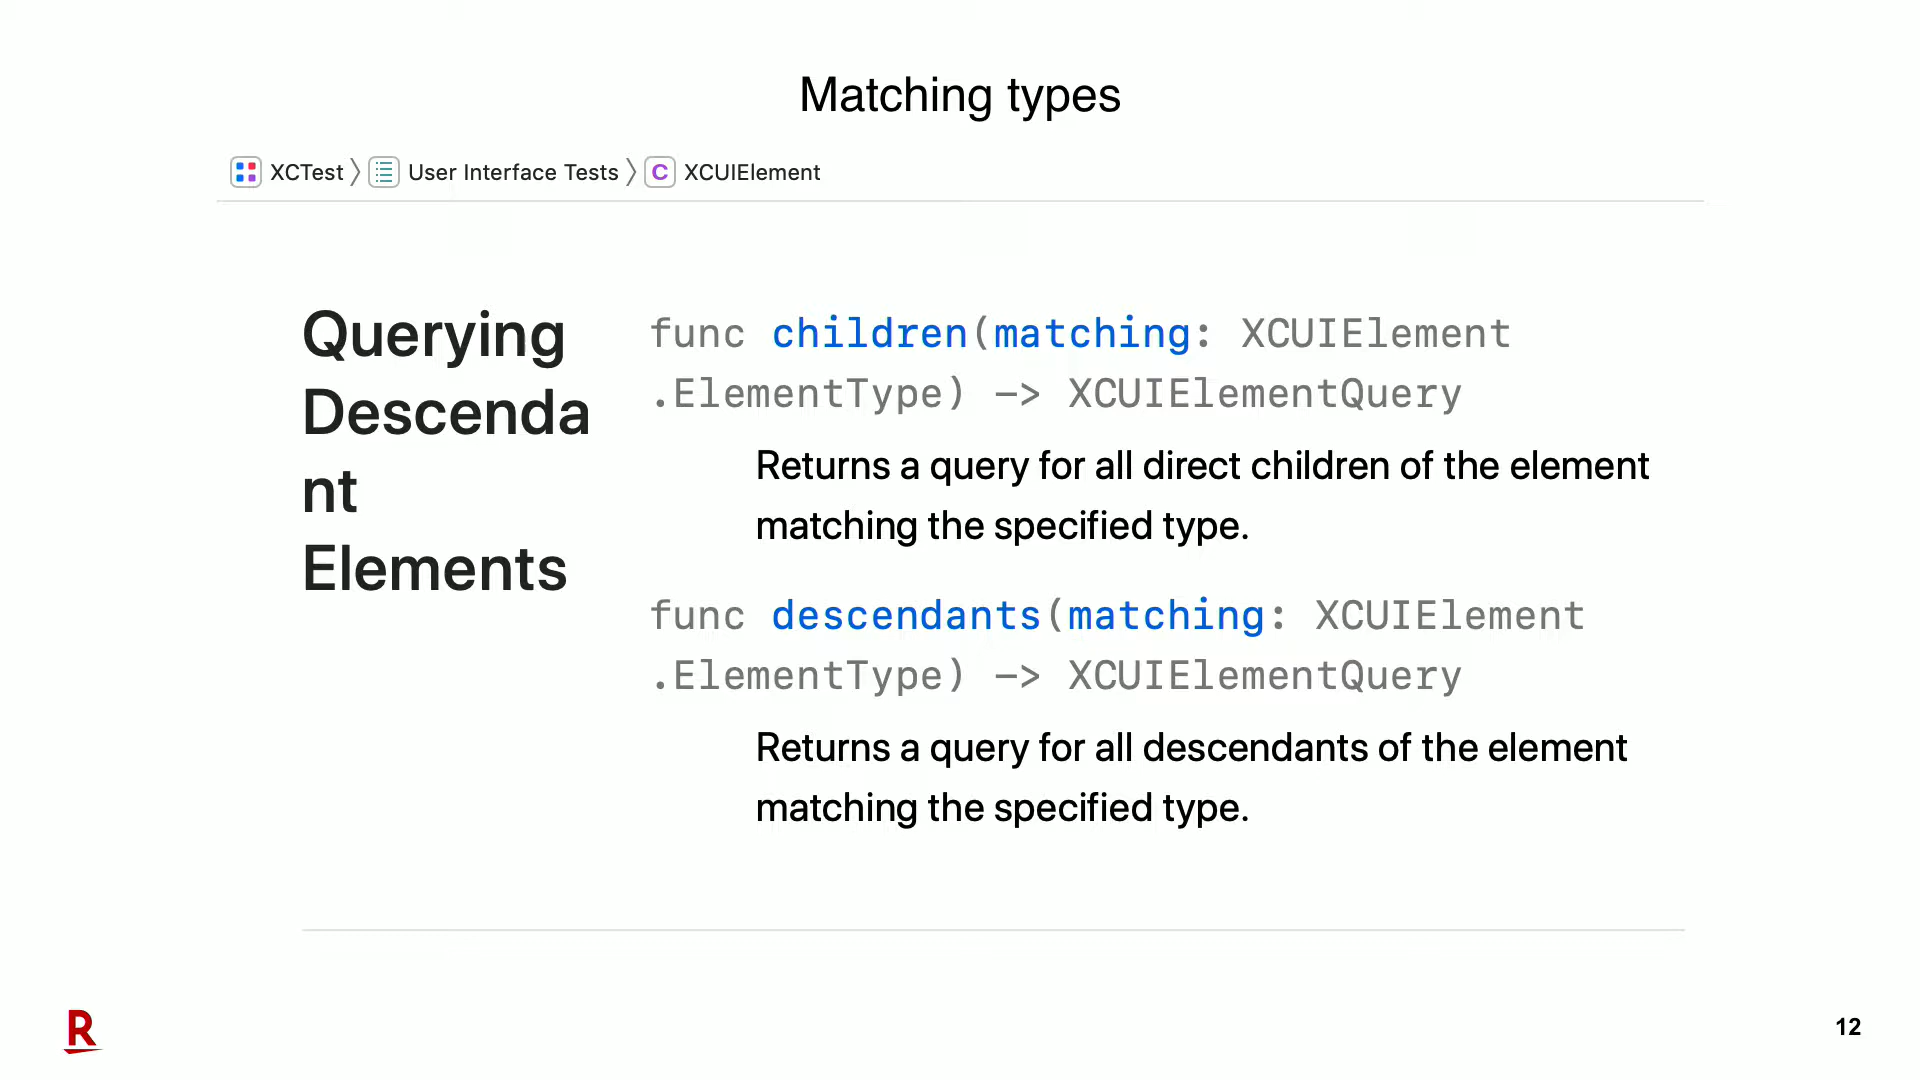 Matching types
XCTest 〉 User Interface Tests 〉 C XCUIElement
Querying
Descenda
nt
Elements
func children(matching: XCUIElement
.ElementType) -> XCUIElementQuery
Returns a query for all direct children of the element
matching the specified type.
func descendants(matching: XCUIElement
.ElementType) -> XCUIElementQuery
Returns a query for all descendants of the element
matching the specified type.
R
12